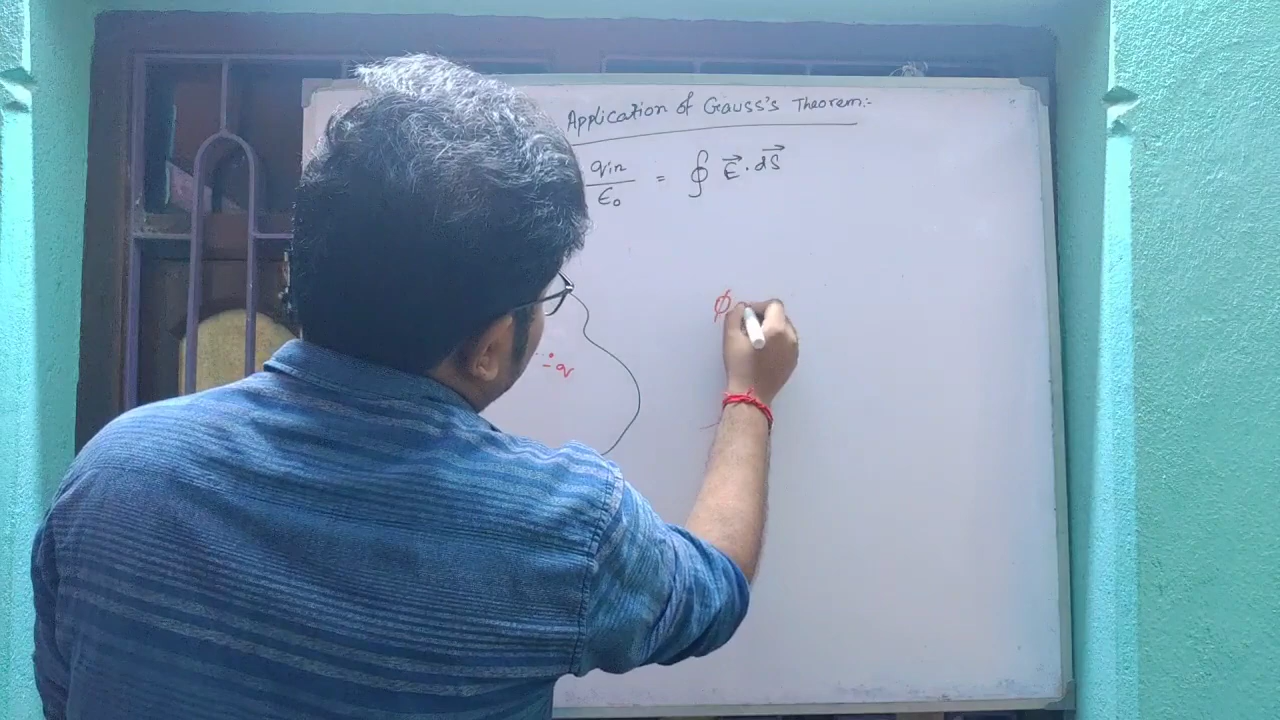 Application of Gauss's Theorem:-
qin/ϵ₀ = ∮ E⃗ · dS⃗
ϕ
-q